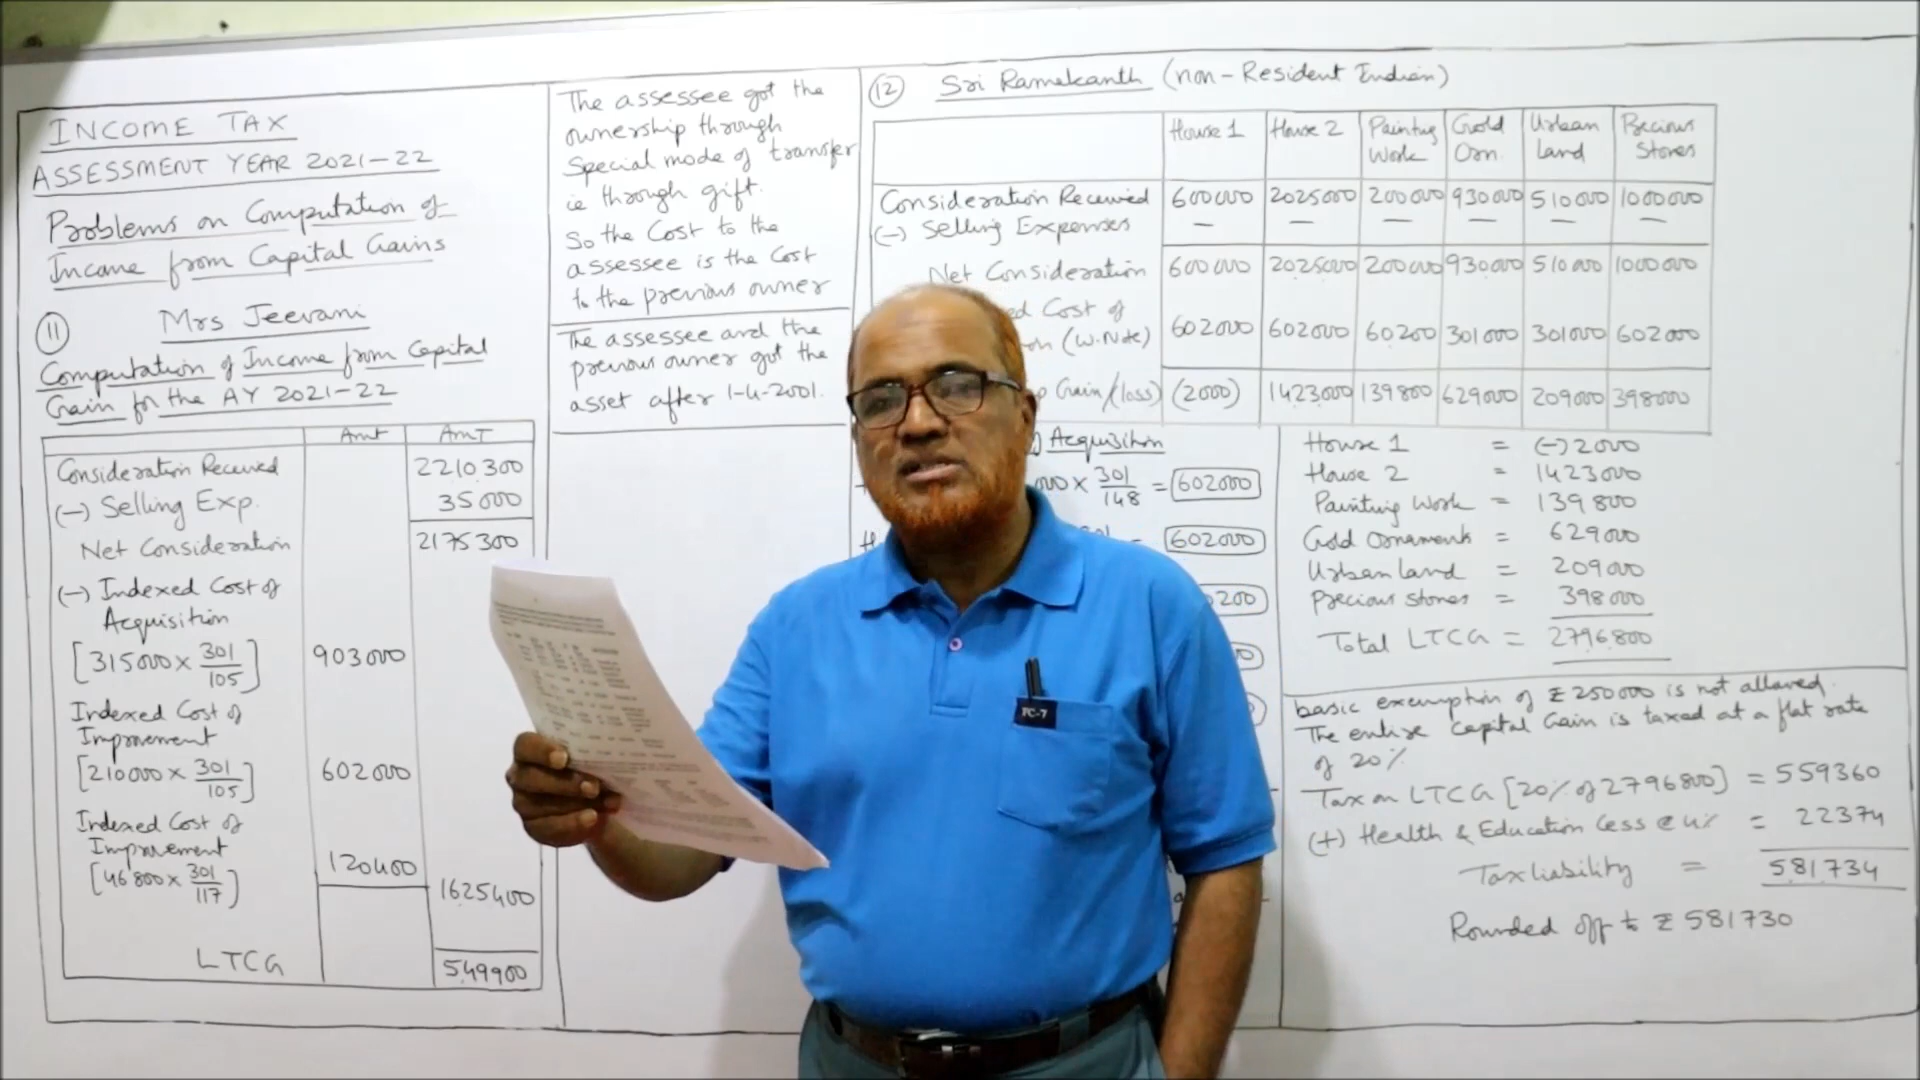 INCOME TAX
ASSESSMENT YEAR 2021-22
Problems on Computation of
Income from Capital Gains
11 Mrs Jeevani
Computation of Income from Capital
Gain for the AY 2021-22
Amt AMT
Consideration Received 2210300
(-) Selling Exp. 35000
Net Consideration 2175300
(-) Indexed Cost of
Acquisition
[315000 × 301/105] 903000
Indexed Cost of
Improvement
[210000 × 301/105] 602000
Indexed Cost of
Improvement
[46800 × 301/117] 120400 1625400
LTCG 549900
The assessee got the
ownership through
Special mode of transfer
ie through gift.
So the Cost to the
assessee is the Cost
to the previous owner
The assessee and the
previous owner got the
asset after 1-4-2001.
12 Sri Ramakanth (non-Resident Indian)
House 1 House 2 Painting Work Gold Orn. Urban Land Precious Stones
Consideration Received 600000 2025000 200000 930000 510000 1000000
(-) Selling Expenses — — — — — —
Net Consideration 600000 2025000 200000 930000 510000 1000000
Cost of
(W.Note) 602000 602000 60200 301000 301000 602000
Gain/(loss) (2000) 1423000 139800 629000 209000 398000
Acquisition
× 301/148 = 602000
602000
FC-7
House 1 = (-) 2000
House 2 = 1423000
Painting Work = 139800
Gold Ornaments = 629000
Urban land = 209000
Precious stones = 398000
Total LTCG = 2796800
basic exemption of ₹ 250000 is not allowed.
The entire Capital Gain is taxed at a flat rate
of 20%
Tax on LTCG [20% of 2796800] = 559360
(+) Health & Education Cess @ 4% = 22374
Tax liability = 581734
Rounded off to ₹ 581730